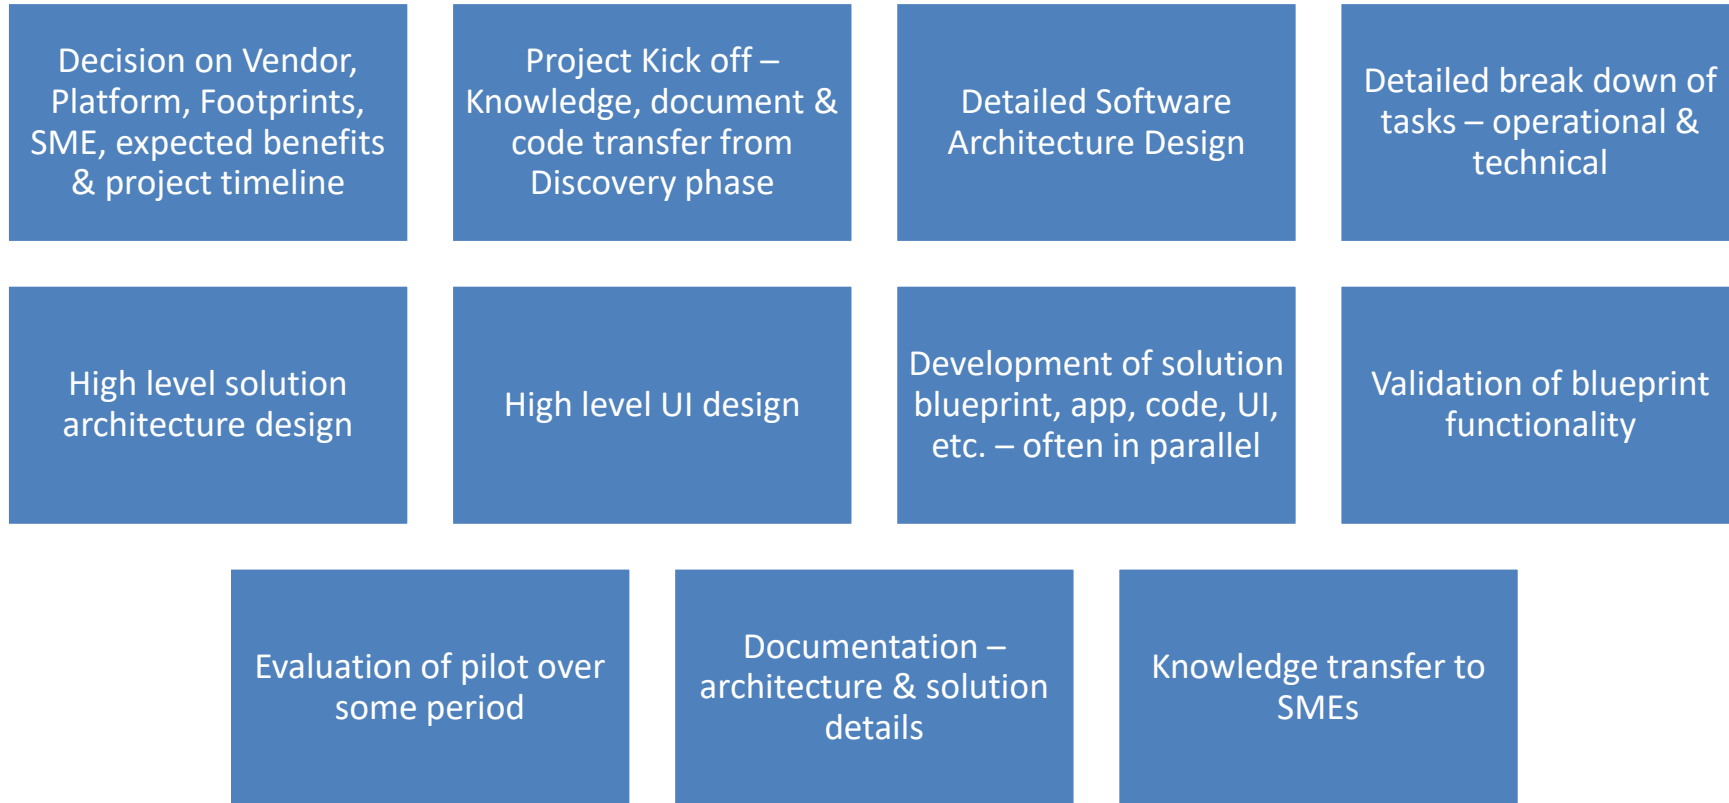 Decision on Vendor,
Platform, Footprints,
SME, expected benefits
& project timeline
Project Kick off –
Knowledge, document &
code transfer from
Discovery phase
Detailed Software
Architecture Design
Detailed break down of
tasks – operational &
technical
High level solution
architecture design
High level UI design
Development of solution
blueprint, app, code, UI,
etc. – often in parallel
Validation of blueprint
functionality
Evaluation of pilot over
some period
Documentation –
architecture & solution
details
Knowledge transfer to
SMEs